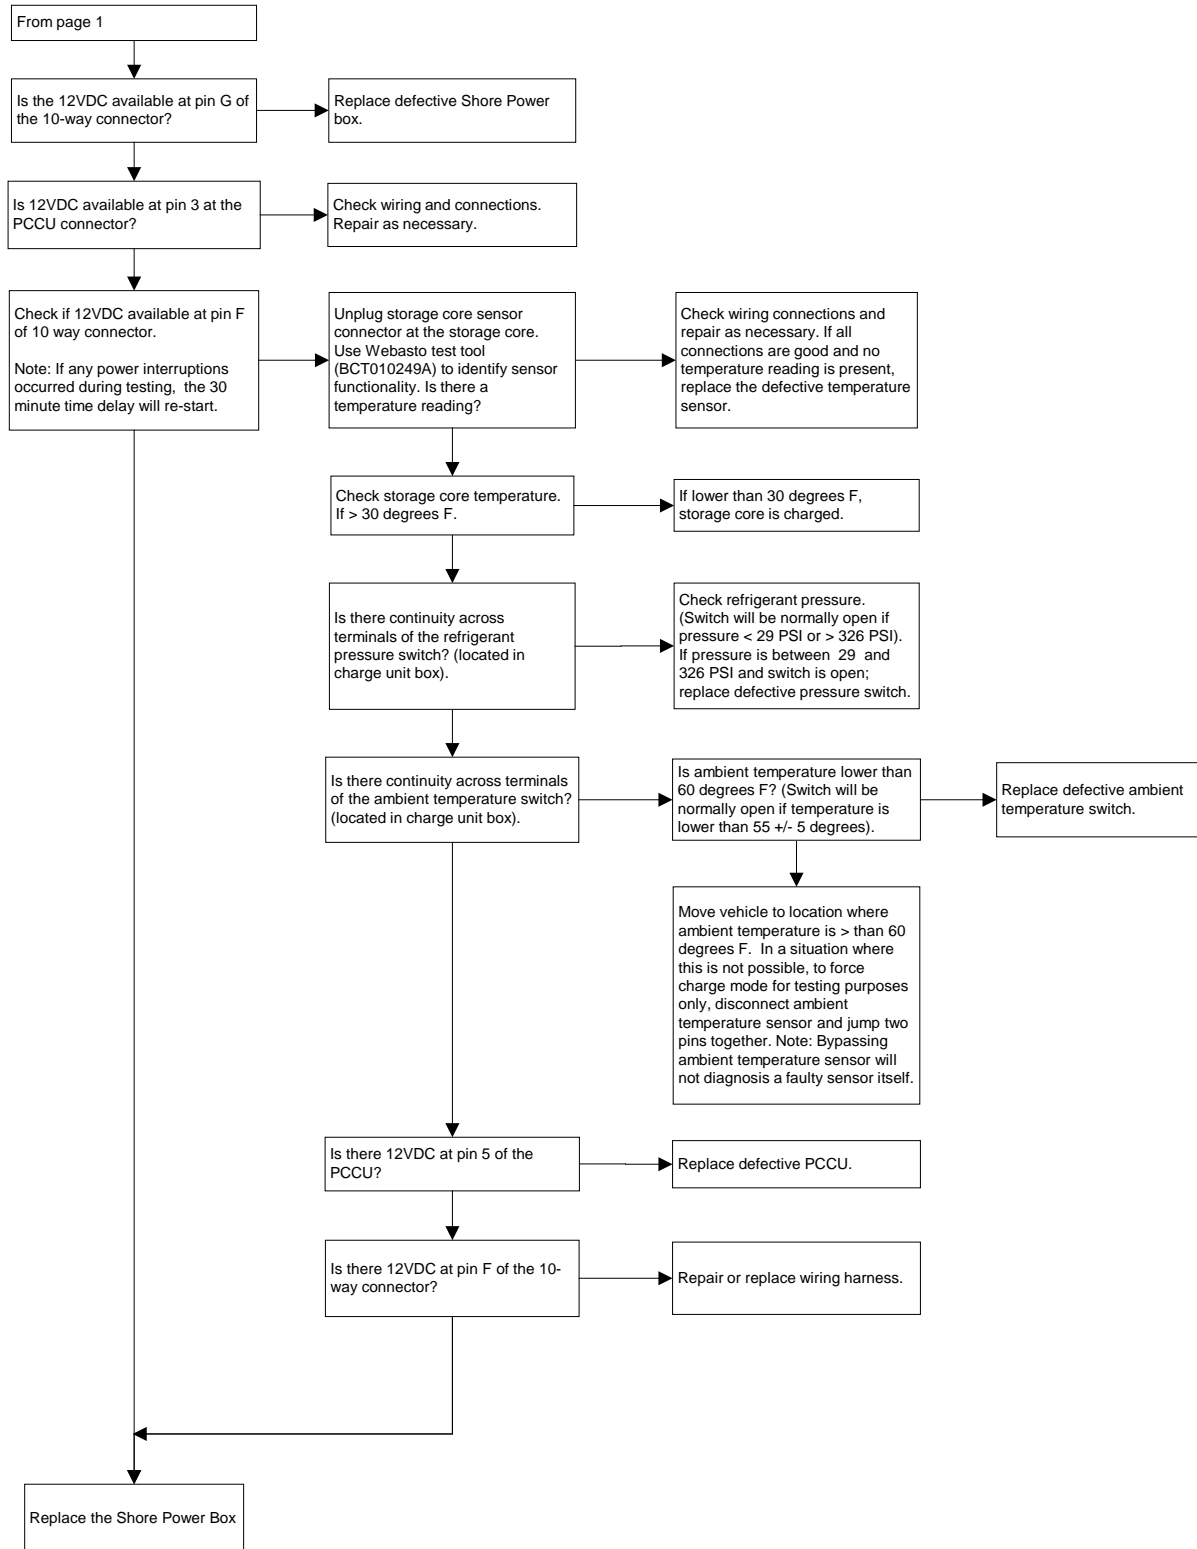 From page 1
Is the 12VDC available at pin G of
the 10-way connector?
Replace defective Shore Power
box.
Is 12VDC available at pin 3 at the
PCCU connector?
Check wiring and connections.
Repair as necessary.
Check if 12VDC available at pin F
of 10 way connector.
Note: If any power interruptions
occurred during testing,  the 30
minute time delay will re-start.
Unplug storage core sensor
connector at the storage core.
Use Webasto test tool
(BCT010249A) to identify sensor
functionality. Is there a
temperature reading?
Check wiring connections and
repair as necessary. If all
connections are good and no
temperature reading is present,
replace the defective temperature
sensor.
Check storage core temperature.
If > 30 degrees F.
If lower than 30 degrees F,
storage core is charged.
Is there continuity across
terminals of the refrigerant
pressure switch? (located in
charge unit box).
Check refrigerant pressure.
(Switch will be normally open if
pressure < 29 PSI or > 326 PSI).
If pressure is between  29  and
326 PSI and switch is open;
replace defective pressure switch.
Is there continuity across terminals
of the ambient temperature switch?
(located in charge unit box).
Is ambient temperature lower than
60 degrees F? (Switch will be
normally open if temperature is
lower than 55 +/- 5 degrees).
Replace defective ambient
temperature switch.
Move vehicle to location where
ambient temperature is > than 60
degrees F.  In a situation where
this is not possible, to force
charge mode for testing purposes
only, disconnect ambient
temperature sensor and jump two
pins together. Note: Bypassing
ambient temperature sensor will
not diagnosis a faulty sensor itself.
Is there 12VDC at pin 5 of the
PCCU?
Replace defective PCCU.
Is there 12VDC at pin F of the 10-
way connector?
Repair or replace wiring harness.
Replace the Shore Power Box